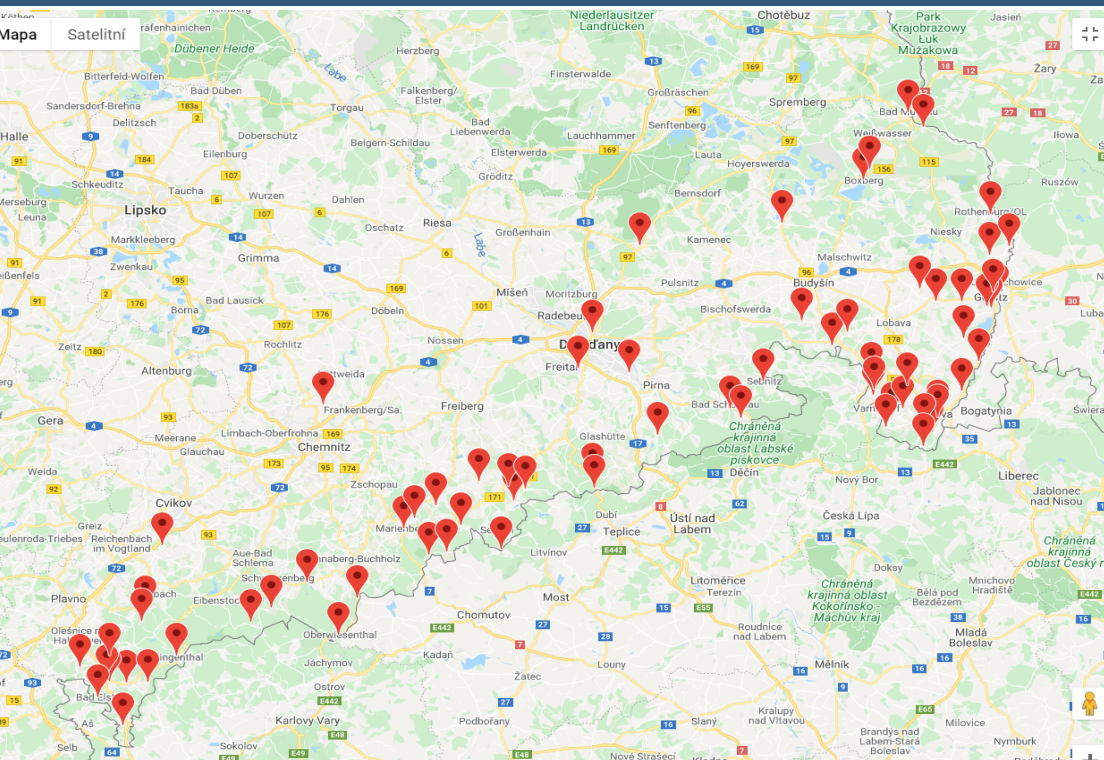 Mapa
Satelitní
Niederlausitzer
Landrücken
Chotěbuz
Park
Krajobrazowy
Łuk
Mużakowa
Jasień
Dübener Heide
Labe
Herzberg
Żary
Bitterfeld-Wolfen
Bad Düben
Falkenberg/
Elster
Finsterwalde
Großräschen
Spremberg
Sandersdorf-Brehna
Delitzsch
Torgau
Senftenberg
Doberschütz
Bad
Liebenwerda
Lauchhammer
Weißwasser
Iłowa
Halle
Eilenburg
Belgern-Schildau
Elsterwerda
Lauta
Hoyerswerda
Schkeuditz
Taucha
Wurzen
Dahlen
Gröditz
Bernsdorf
Boxberg
Ruszów
Merseburg
Leuna
Lipsko
Oschatz
Riesa
Großenhain
Kamenec
Rothenburg/OL
Niesky
Markkleeberg
Grimma
Labe
Malschwitz
Zwenkau
Míšeň
Moritzburg
Pulsnitz
Budyšín
Borna
Bad Lausick
Döbeln
Radebeul
Bischofswerda
Lobava
Zeitz
Rochlitz
Nossen
Drážďany
Freital
Altenburg
Mittweida
Pirna
Sebnitz
Bad Schandau
Bogatynia
Gera
Frankenberg/Sa.
Freiberg
Chráněná
krajinná
oblast Labské
pískovce
Meerane
Glauchau
Limbach-Oberfrohna
Chemnitz
Glashütte
Děčín
Liberec
Weida
Zschopau
Nový Bor
Jablonec
nad Nisou
Cvikov
Marienberg
Dubí
Teplice
Ústí nad
Labem
Česká Lípa
Greiz
Zeulenroda-Triebes
Reichenbach
im Vogtland
Aue-Bad
Schlema
Annaberg-Buchholz
Litvínov
Doksy
Chráněná
krajinná
Plavno
Eibenstock
Schwarzenberg
Most
Litoměřice
Terezín
Chráněná
krajinná oblast
Kokořínsko -
Máchův kraj
Bělá pod
Bezdězem
Mnichovo
Hradiště
Chomutov
Oberwiesenthal
Roudnice
nad Labem
Mladá
Boleslav
Jáchymov
Kadaň
Louny
Mělník
Ostrov
Žatec
Bad Elster
Aš
Karlovy Vary
Podbořany
Slaný
Kralupy
nad Vltavou
Milovice
Selb
Sokolov
Nové Strašecí
Brandýs nad
Labem-Stará
Boleslav
Nymburk